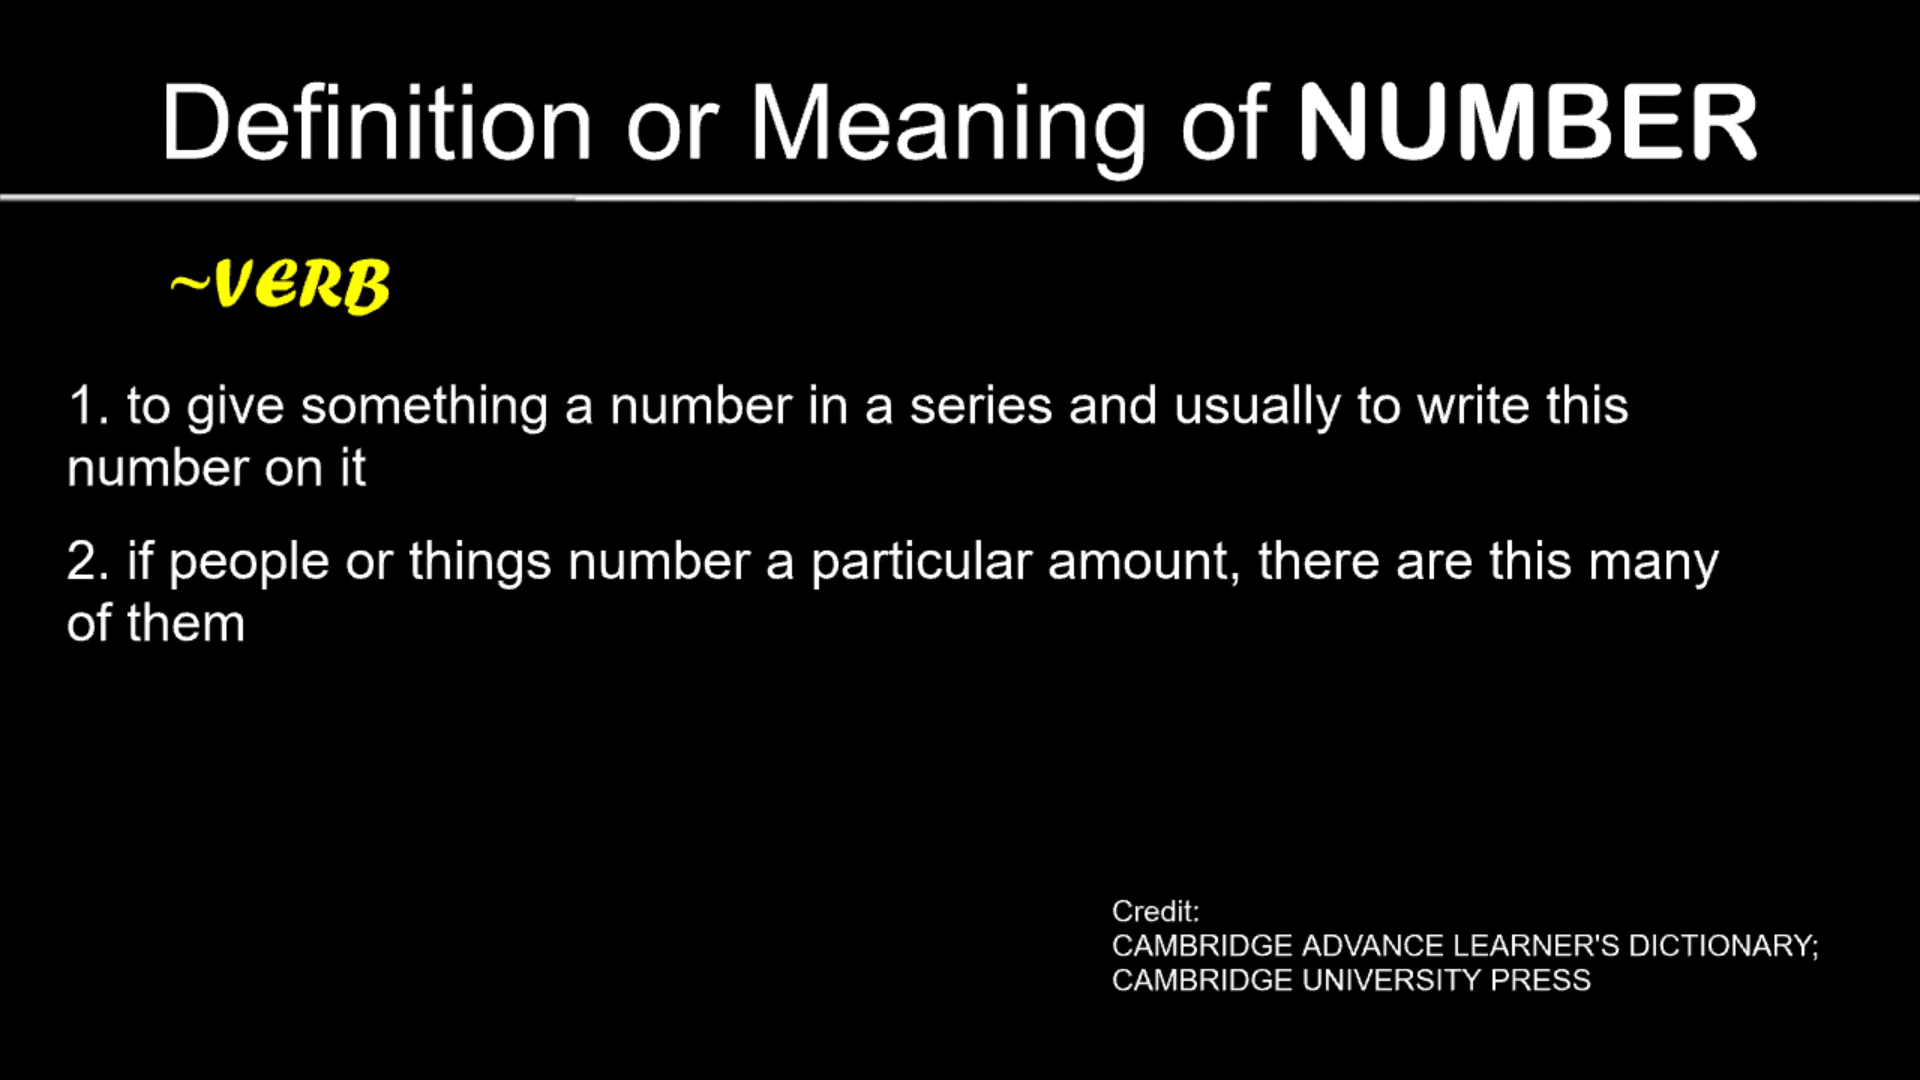 Definition or Meaning of NUMBER
~VERB
1. to give something a number in a series and usually to write this
number on it
2. if people or things number a particular amount, there are this many
of them
Credit:
CAMBRIDGE ADVANCE LEARNER'S DICTIONARY;
CAMBRIDGE UNIVERSITY PRESS